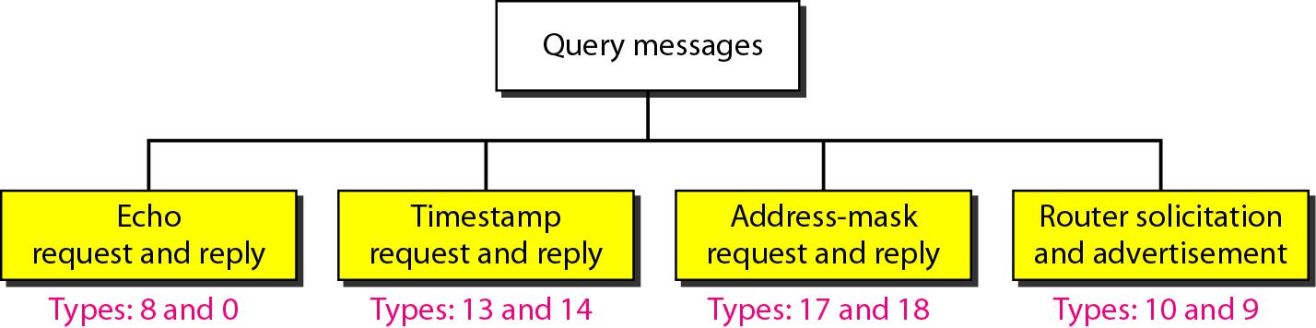 Query messages
Echo
request and reply
Timestamp
request and reply
Address-mask
request and reply
Router solicitation
and advertisement
Types: 8 and 0
Types: 13 and 14
Types: 17 and 18
Types: 10 and 9